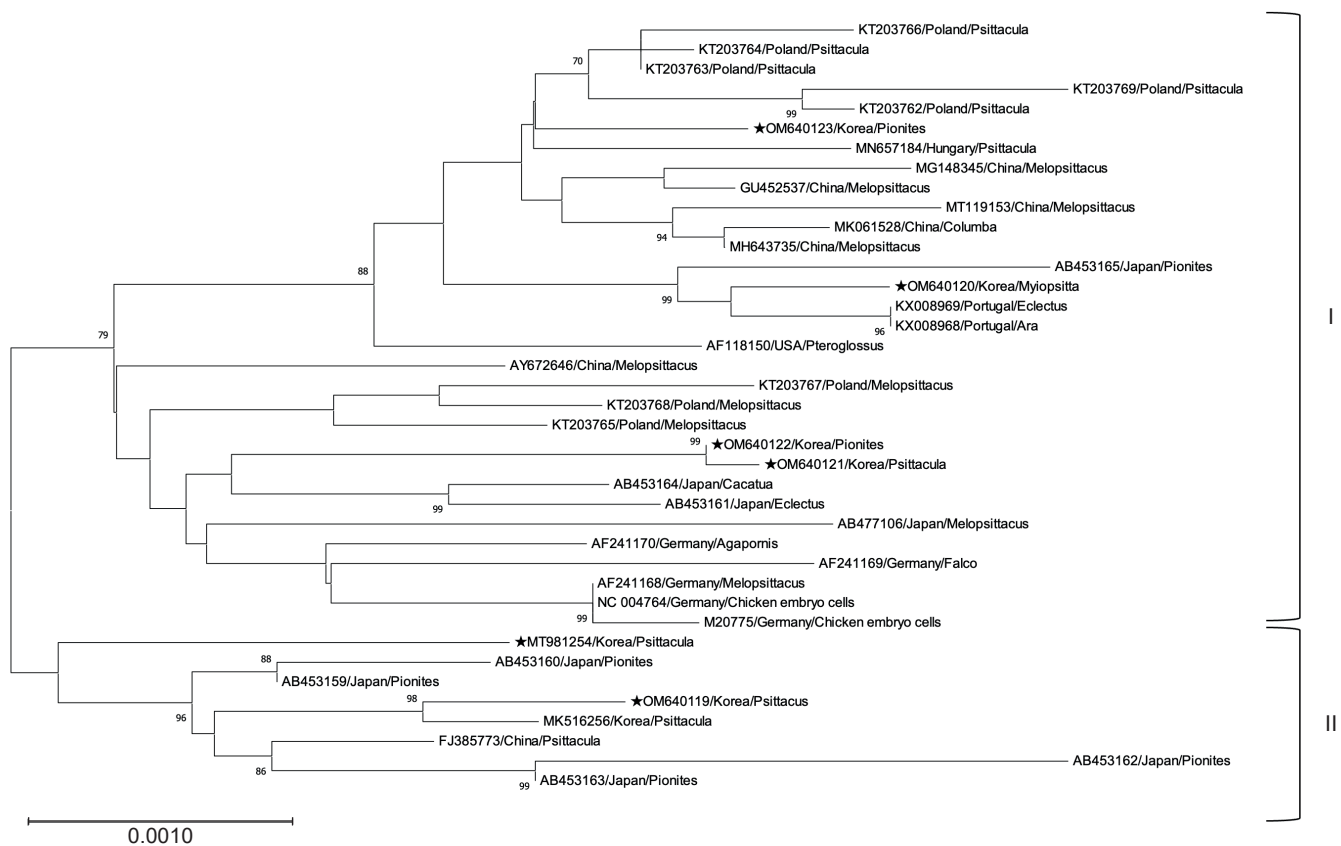 KT203766/Poland/Psittacula
KT203764/Poland/Psittacula
70
KT203763/Poland/Psittacula
KT203769/Poland/Psittacula
KT203762/Poland/Psittacula
99
★OM640123/Korea/Pionites
MN657184/Hungary/Psittacula
MG148345/China/Melopsittacus
GU452537/China/Melopsittacus
MT119153/China/Melopsittacus
MK061528/China/Columba
94
MH643735/China/Melopsittacus
AB453165/Japan/Pionites
88
★OM640120/Korea/Myiopsitta
99
KX008969/Portugal/Eclectus
I
KX008968/Portugal/Ara
96
79
AF118150/USA/Pteroglossus
AY672646/China/Melopsittacus
KT203767/Poland/Melopsittacus
KT203768/Poland/Melopsittacus
KT203765/Poland/Melopsittacus
99
★OM640122/Korea/Pionites
★OM640121/Korea/Psittacula
AB453164/Japan/Cacatua
AB453161/Japan/Eclectus
99
AB477106/Japan/Melopsittacus
AF241170/Germany/Agapornis
AF241169/Germany/Falco
AF241168/Germany/Melopsittacus
NC 004764/Germany/Chicken embryo cells
99
M20775/Germany/Chicken embryo cells
★MT981254/Korea/Psittacula
88
AB453160/Japan/Pionites
AB453159/Japan/Pionites
98
★OM640119/Korea/Psittacus
96
MK516256/Korea/Psittacula
II
FJ385773/China/Psittacula
AB453162/Japan/Pionites
86
AB453163/Japan/Pionites
99
0.0010